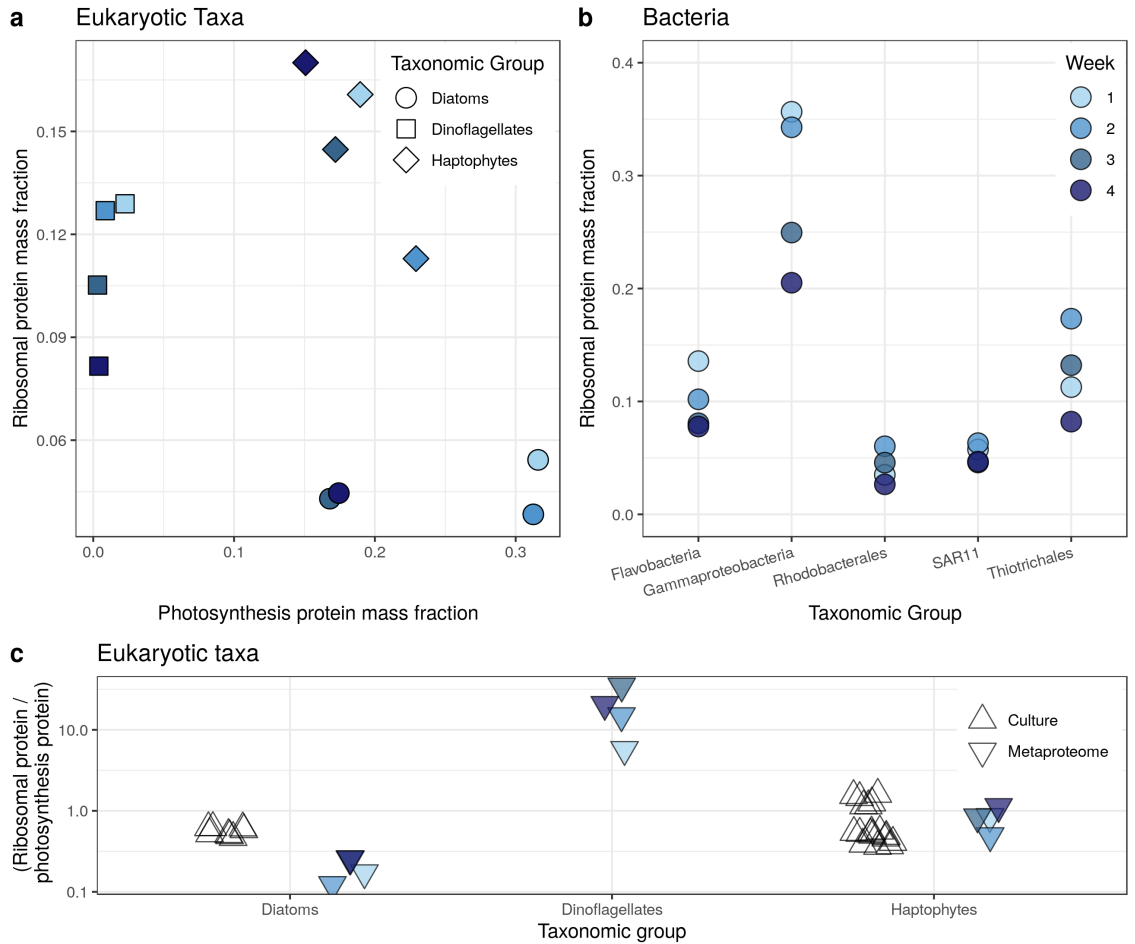 a
Eukaryotic Taxa
Ribosomal protein mass fraction
0.15
0.12
0.09
0.06
0.0
0.1
0.2
0.3
Photosynthesis protein mass fraction
Taxonomic Group
Diatoms
Dinoflagellates
Haptophytes
b
Bacteria
Ribosomal protein mass fraction
0.4
0.3
0.2
0.1
0.0
Flavobacteria
Gammaproteobacteria
Rhodobacterales
SAR11
Thiotrichales
Taxonomic Group
Week
1
2
3
4
c
Eukaryotic taxa
(Ribosomal protein /
photosynthesis protein)
10.0
1.0
0.1
Diatoms
Dinoflagellates
Haptophytes
Taxonomic group
Culture
Metaproteome